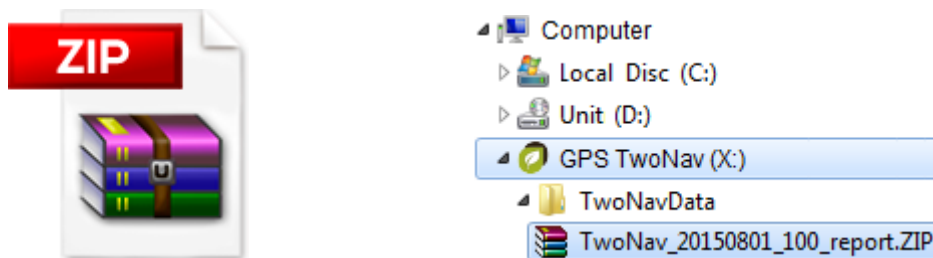 ZIP
Computer
Local Disc (C:)
Unit (D:)
GPS TwoNav (X:)
TwoNavData
TwoNav_20150801_100_report.ZIP